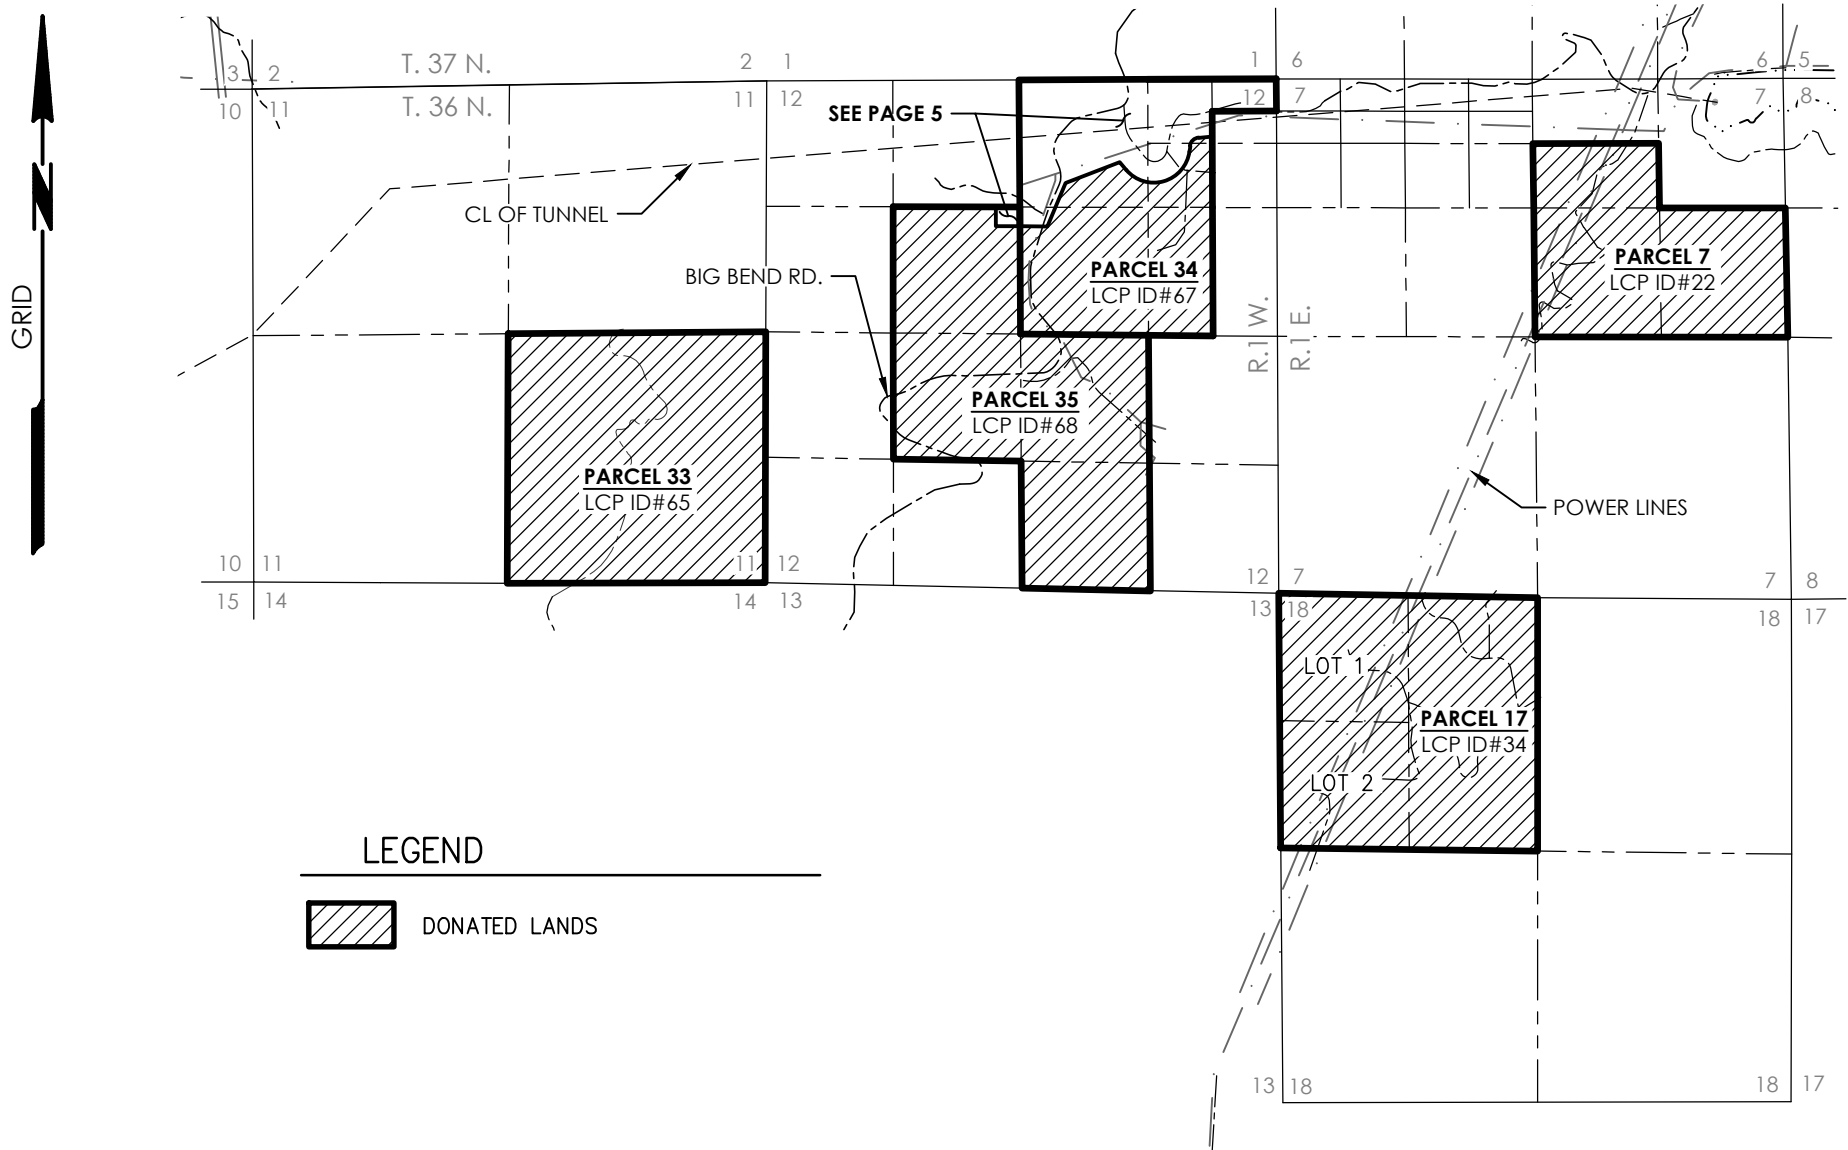 T. 37 N.
2
1
1
6
6
5
3
2
10
11
T. 36 N.
11
12
12
7
7
8
SEE PAGE 5
N
GRID
CL OF TUNNEL
BIG BEND RD.
PARCEL 34
LCP ID#67
PARCEL 7
LCP ID#22
R.1 W.
R.1 E.
PARCEL 35
LCP ID#68
PARCEL 33
LCP ID#65
POWER LINES
10
11
11
12
12
7
7
8
15
14
14
13
13
18
18
17
LOT 1
PARCEL 17
LCP ID#34
LOT 2
LEGEND
DONATED LANDS
13
18
18
17